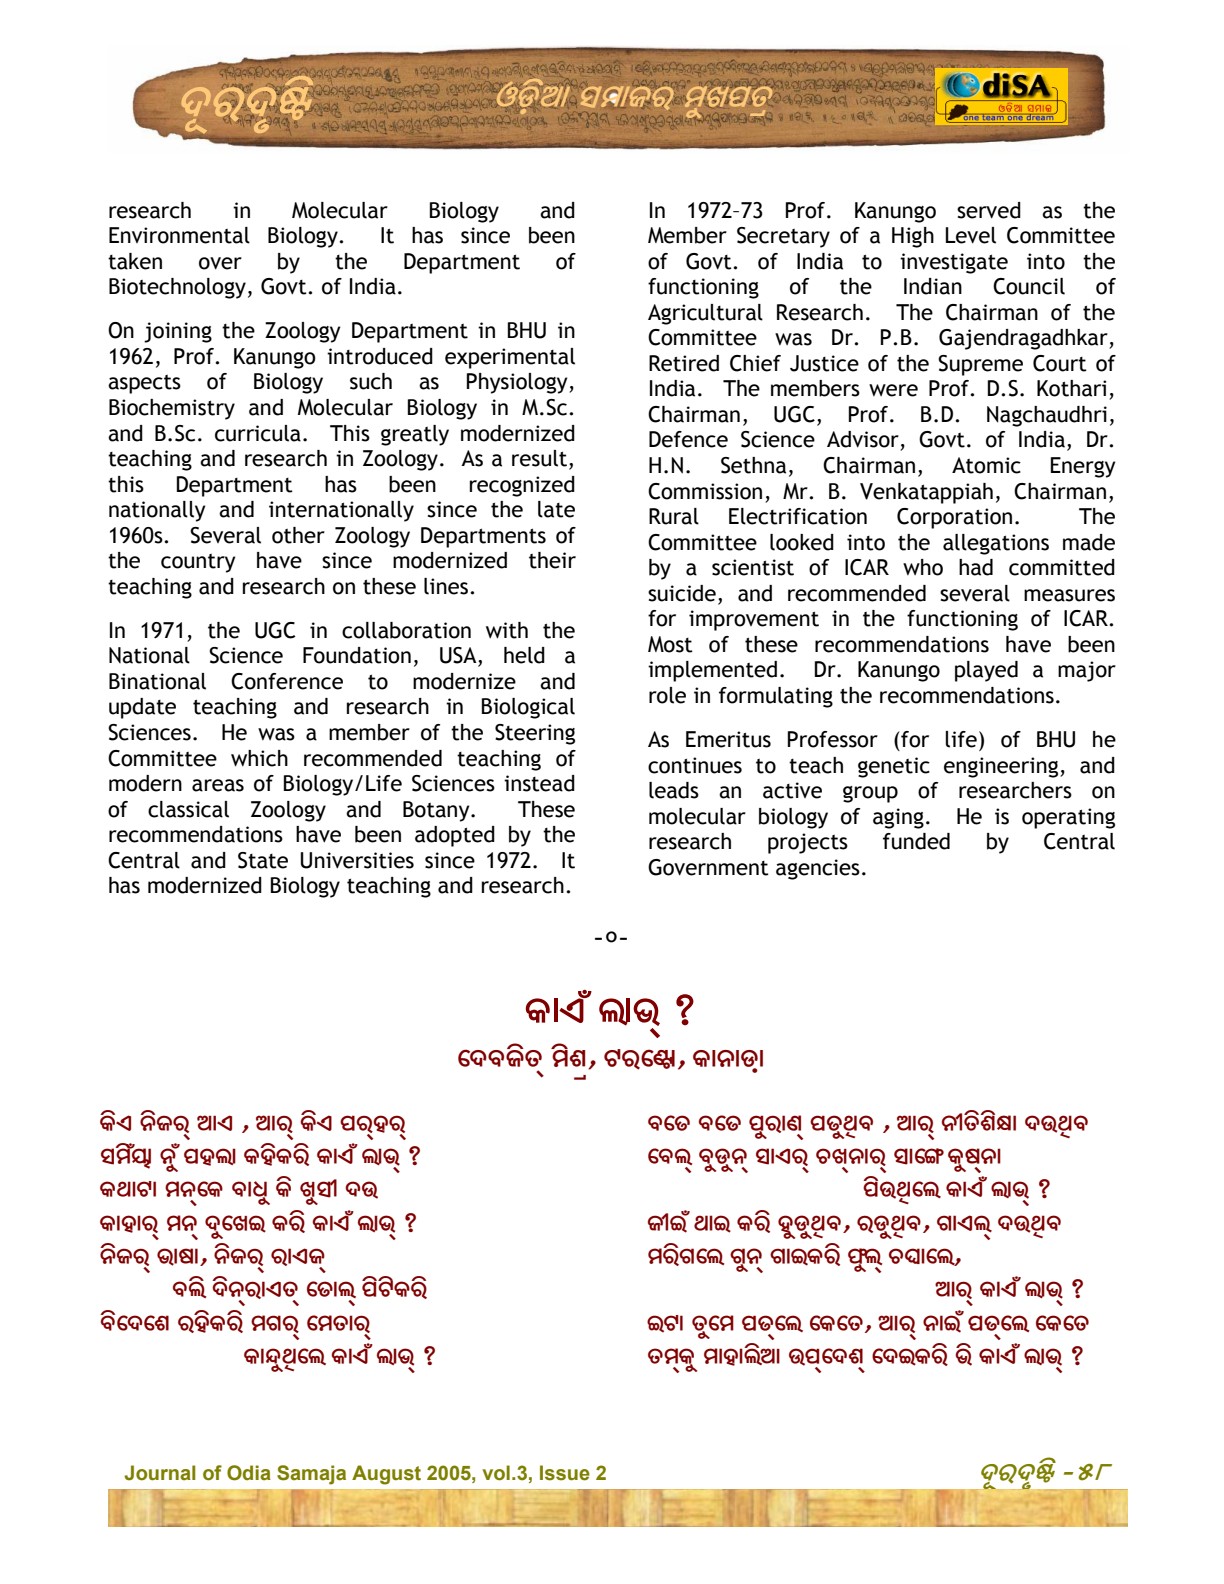 ଦୂରଦୃଷ୍ଟି
ଓଡ଼ିଆ ସମାଜର ମୁଖପତ୍ର
OdiSA
ଓଡ଼ିଆ ସମାଜ
one team one dream
research in Molecular Biology and
Environmental Biology. It has since been
taken over by the Department of
Biotechnology, Govt. of India.
On joining the Zoology Department in BHU in
1962, Prof. Kanungo introduced experimental
aspects of Biology such as Physiology,
Biochemistry and Molecular Biology in M.Sc.
and B.Sc. curricula. This greatly modernized
teaching and research in Zoology. As a result,
this Department has been recognized
nationally and internationally since the late
1960s. Several other Zoology Departments of
the country have since modernized their
teaching and research on these lines.
In 1971, the UGC in collaboration with the
National Science Foundation, USA, held a
Binational Conference to modernize and
update teaching and research in Biological
Sciences. He was a member of the Steering
Committee which recommended teaching of
modern areas of Biology/Life Sciences instead
of classical Zoology and Botany. These
recommendations have been adopted by the
Central and State Universities since 1972. It
has modernized Biology teaching and research.
In 1972–73 Prof. Kanungo served as the
Member Secretary of a High Level Committee
of Govt. of India to investigate into the
functioning of the Indian Council of
Agricultural Research. The Chairman of the
Committee was Dr. P.B. Gajendragadhkar,
Retired Chief Justice of the Supreme Court of
India. The members were Prof. D.S. Kothari,
Chairman, UGC, Prof. B.D. Nagchaudhri,
Defence Science Advisor, Govt. of India, Dr.
H.N. Sethna, Chairman, Atomic Energy
Commission, Mr. B. Venkatappiah, Chairman,
Rural Electrification Corporation. The
Committee looked into the allegations made
by a scientist of ICAR who had committed
suicide, and recommended several measures
for improvement in the functioning of ICAR.
Most of these recommendations have been
implemented. Dr. Kanungo played a major
role in formulating the recommendations.
As Emeritus Professor (for life) of BHU he
continues to teach genetic engineering, and
leads an active group of researchers on
molecular biology of aging. He is operating
research projects funded by Central
Government agencies.
-୦-
କାଏଁ ଲାଭ୍ ?
ଦେବଜିତ୍ ମିଶ୍ର, ଟରଣ୍ଟୋ, କାନାଡ଼ା
କିଏ ନିଜର୍ ଆଏ , ଆର୍ କିଏ ପର୍‌ହର୍
ସମିଁୟା ନୁଁ ପହଲା କହିକରି କାଏଁ ଲାଭ୍ ?
କଥାଟା ମନ୍‌କେ ବାଧୁ କି ଖୁସୀ ଦଉ
କାହାର୍ ମନ୍ ଦୁଖେଇ କରି କାଏଁ ଲାଭ୍ ?
ନିଜର୍ ଭାଷା, ନିଜର୍ ରାଏଜ୍
ବଲି ଦିନ୍‌ରାଏତ୍ ଡୋଲ୍ ପିଟିକରି
ବିଦେଶେ ରହିକରି ମଗର୍ ମେତାର୍
କାନ୍ଦୁଥିଲେ କାଏଁ ଲାଭ୍ ?
ବଡେ ବଡେ ପୁରାଣ୍ ପଢୁଥିବ , ଆର୍ ନୀତିଶିକ୍ଷା ଦଉଥିବ
ବେଲ୍ ବୁଡୁନ୍ ସାଏର୍ ଚଖ୍‌ନାର୍ ସାଙ୍ଗେ କୁଷ୍‌ନା
ପିଉଥିଲେ କାଏଁ ଲାଭ୍ ?
ଜୀଇଁ ଥାଇ କରି ହୁଡୁଥିବ, ରଡୁଥିବ, ଗାଏଲ୍ ଦଉଥିବ
ମରିଗଲେ ଗୁନ୍ ଗାଇକରି ଫୁଲ୍ ଚଘାଲେ,
ଆର୍ କାଏଁ ଲାଭ୍ ?
ଇଟା ତୁମେ ପଢ୍‌ଲେ କେତେ, ଆର୍ ନାଇଁ ପଢ୍‌ଲେ କେତେ
ତମ୍‌କୁ ମାହାଲିଆ ଉପ୍‌ଦେଶ୍ ଦେଇକରି ଭି କାଏଁ ଲାଭ୍ ?
Journal of Odia Samaja August 2005, vol.3, Issue 2
ଦୂରଦୃଷ୍ଟି -୫୮